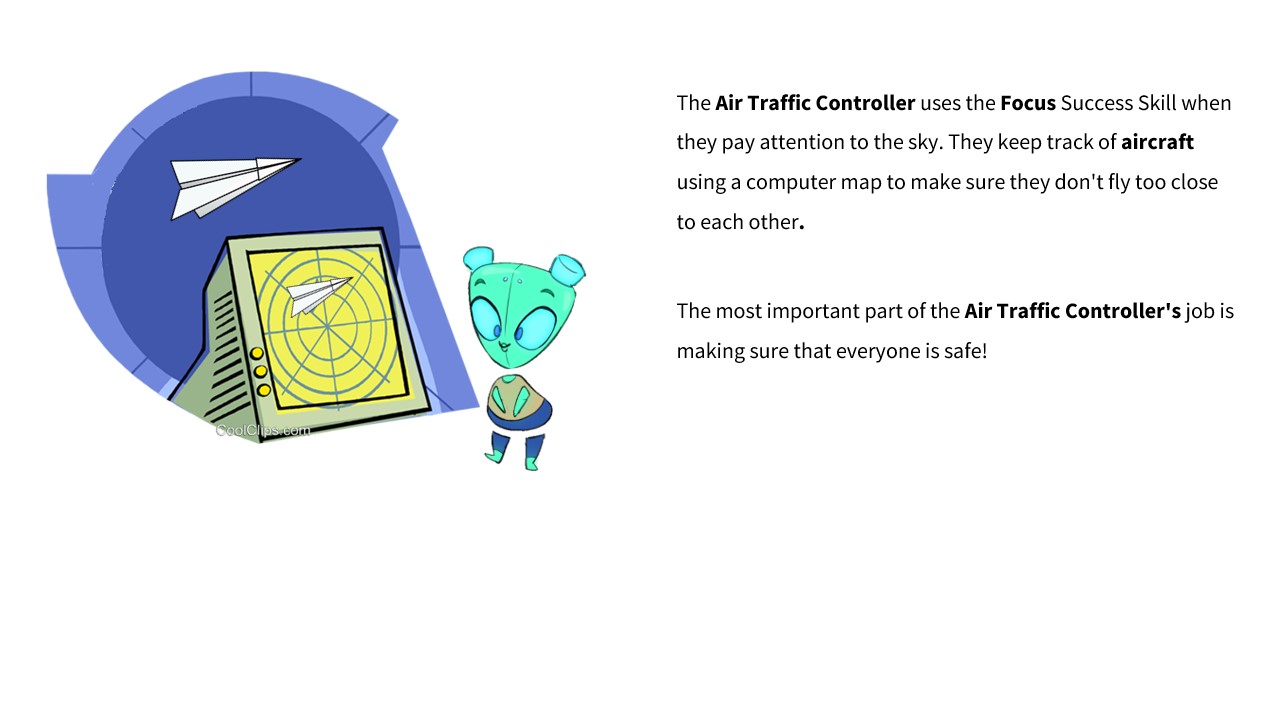 The Air Traffic Controller uses the Focus Success Skill when
they pay attention to the sky. They keep track of aircraft
using a computer map to make sure they don't fly too close
to each other.
The most important part of the Air Traffic Controller's job is
making sure that everyone is safe!
CoolClips.com